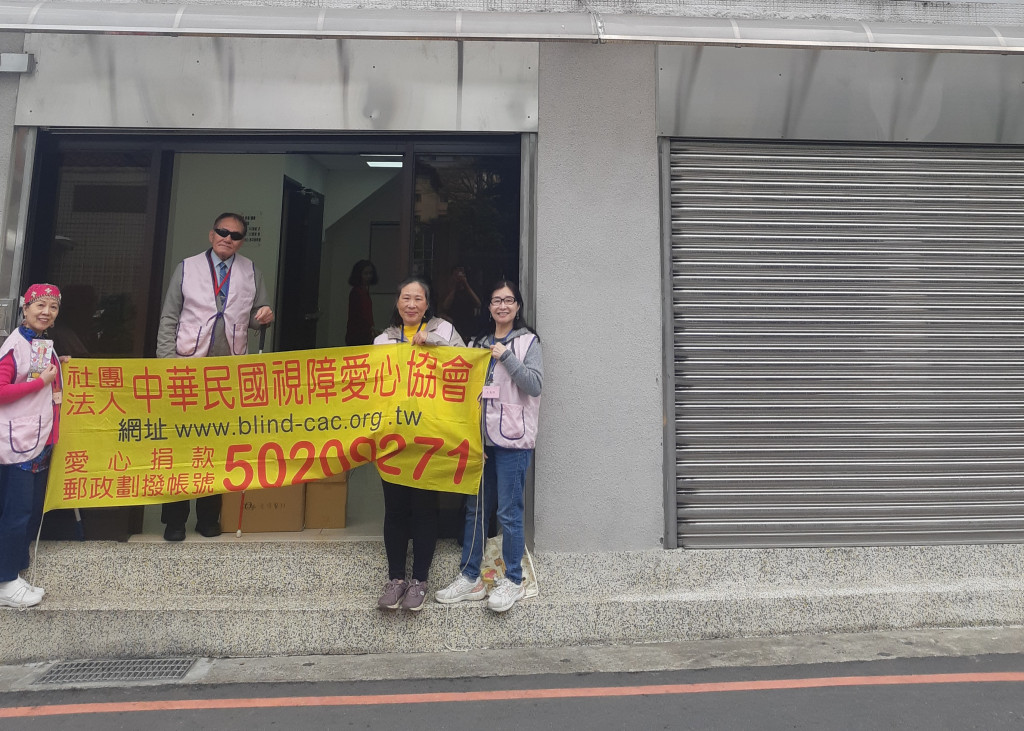 社團法人 中華民國視障愛心協會
網址 www.blind-cac.org.tw
愛心捐款
郵政劃撥帳號 50209271